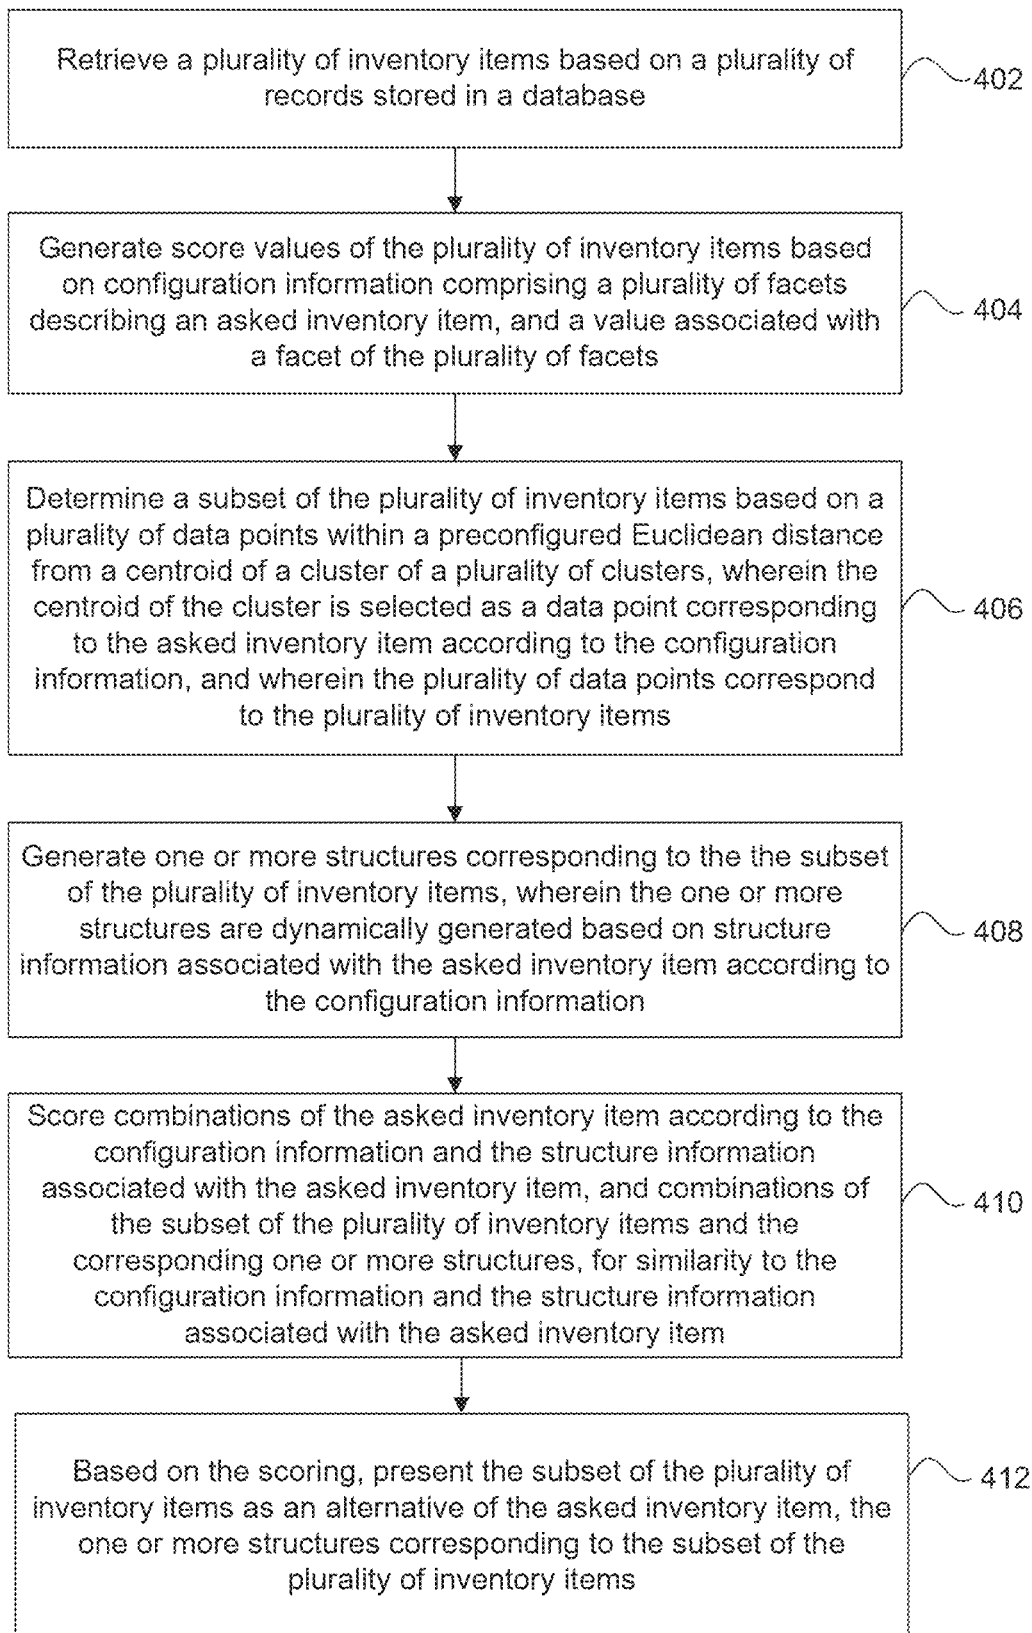 Retrieve a plurality of inventory items based on a plurality of
records stored in a database
402
Generate score values of the plurality of inventory items based
on configuration information comprising a plurality of facets
describing an asked inventory item, and a value associated with
a facet of the plurality of facets
404
Determine a subset of the plurality of inventory items based on a
plurality of data points within a preconfigured Euclidean distance
from a centroid of a cluster of a plurality of clusters, wherein the
centroid of the cluster is selected as a data point corresponding
to the asked inventory item according to the configuration
information, and wherein the plurality of data points correspond
to the plurality of inventory items
406
Generate one or more structures corresponding to the the subset
of the plurality of inventory items, wherein the one or more
structures are dynamically generated based on structure
information associated with the asked inventory item according to
the configuration information
408
Score combinations of the asked inventory item according to the
configuration information and the structure information
associated with the asked inventory item, and combinations of
the subset of the plurality of inventory items and the
corresponding one or more structures, for similarity to the
configuration information and the structure information
associated with the asked inventory item
410
Based on the scoring, present the subset of the plurality of
inventory items as an alternative of the asked inventory item, the
one or more structures corresponding to the subset of the
plurality of inventory items
412